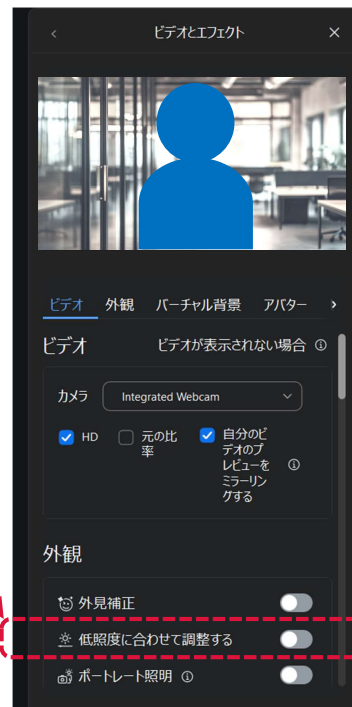 ビデオとエフェクト
ビデオ 外観 バーチャル背景 アバター
ビデオ ビデオが表示されない場合
カメラ Integrated Webcam
HD 元の比 自分のビ
率 デオのプ
レビューを
ミラーリン
グする
外観
外見補正
低照度に合わせて調整する
ポートレート照明